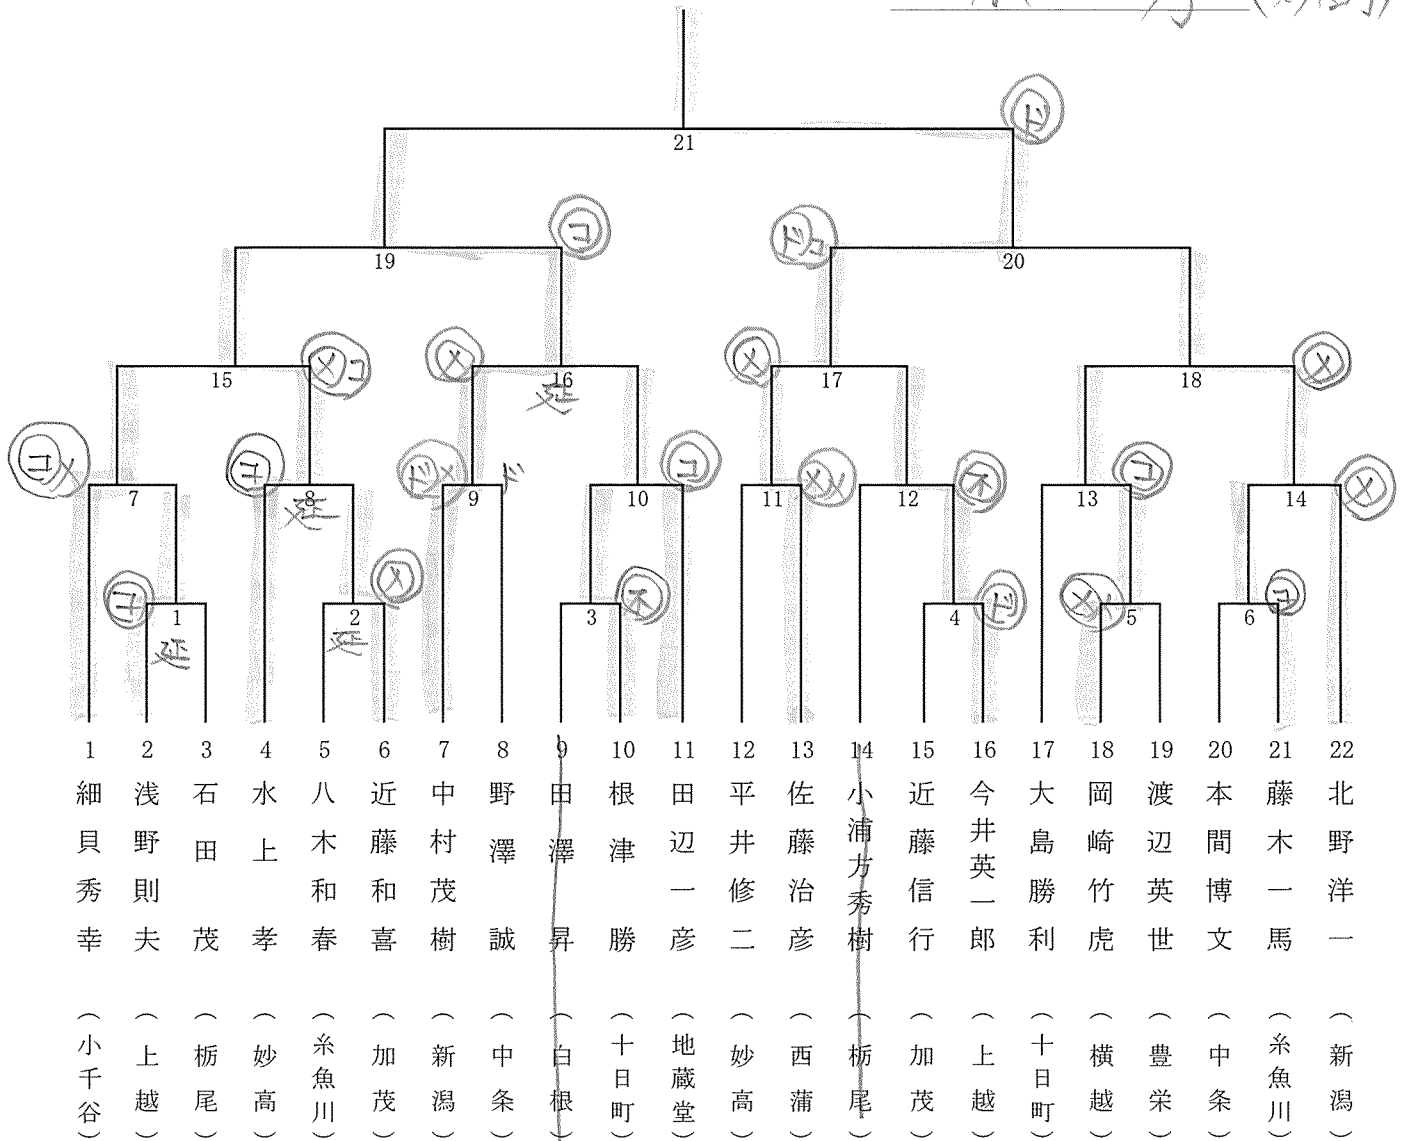 ド
21
コ
ドコ
19
20
メコ
メ
メ
メ
15
16
17
18
延
コメ
コ
ドメ
ド
コ
メメ
不
コ
メ
7
8
9
10
11
12
13
14
延
コ
メ
不
ド
メメ
コ
1
2
3
4
5
6
延
延
1 細貝秀幸 (小千谷)
2 浅野則夫 (上越)
3 石田茂 (栃尾)
4 水上孝 (妙高)
5 八木和春 (糸魚川)
6 近藤和喜 (加茂)
7 中村茂樹 (新潟)
8 野澤誠 (中条)
9 田澤昇 (白根)
10 根津勝 (十日町)
11 田辺一彦 (地蔵堂)
12 平井修二 (妙高)
13 佐藤治彦 (西蒲)
14 小浦方秀樹 (栃尾)
15 近藤信行 (加茂)
16 今井英一郎 (上越)
17 大島勝利 (十日町)
18 岡崎竹虎 (横越)
19 渡辺英世 (豊栄)
20 本間博文 (中条)
21 藤木一馬 (糸魚川)
22 北野洋一 (新潟)